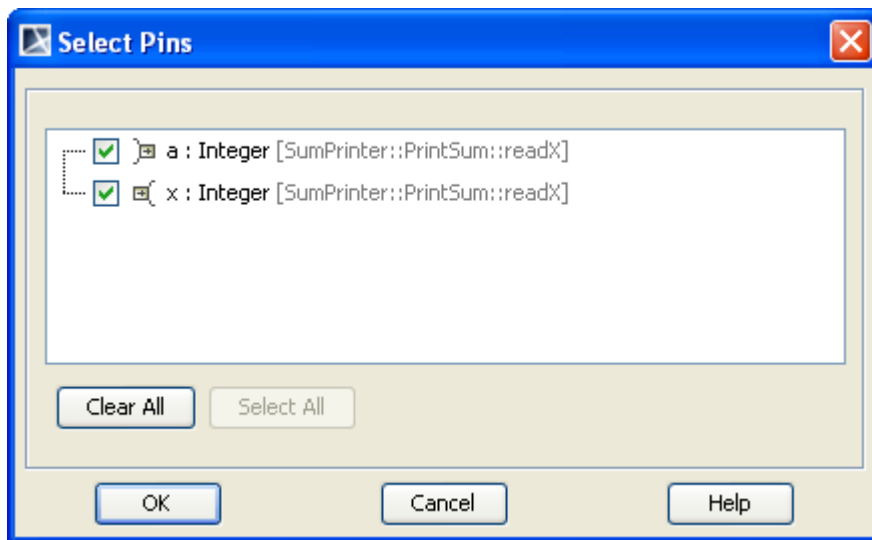 Select Pins
a : Integer [SumPrinter::PrintSum::readX]
x : Integer [SumPrinter::PrintSum::readX]
Clear All Select All
OK Cancel Help